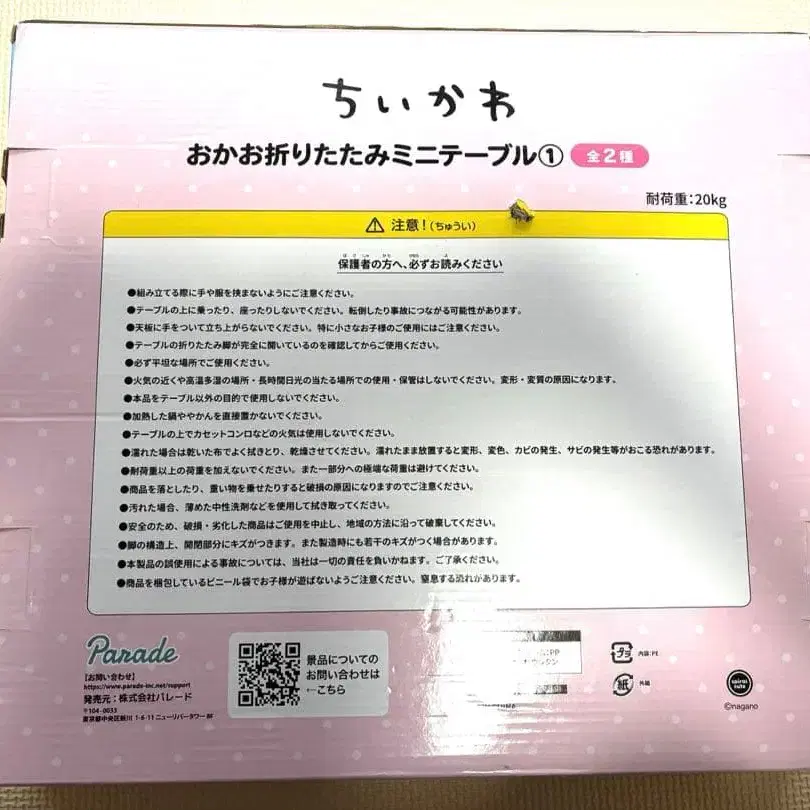 ちいかわ
おかお折りたたみミニテーブル① 全2種
耐荷重:20kg
注意!(ちゅうい)
保護者の方へ、必ずお読みください
●組み立てる際に手や服を挟まないようにご注意ください。
●テーブルの上に乗ったり、座ったりしないでください。転倒したり事故につながる可能性があります。
●天板に手をついて立ち上がらないでください。特に小さなお子様のご使用にはご注意ください。
●テーブルの折りたたみ脚が完全に開いているのを確認してからご使用ください。
●必ず平坦な場所でご使用ください。
●火気の近くや高温多湿の場所・長時間日光の当たる場所での使用・保管はしないでください。変形・変質の原因になります。
●本品をテーブル以外の目的で使用しないでください。
●加熱した鍋ややかんを直接置かないでください。
●テーブルの上でカセットコンロなどの火気は使用しないでください。
●濡れた場合は乾いた布でよく拭きとり、乾燥させてください。濡れたまま放置すると変形、変色、カビの発生、サビの発生等がおこる恐れがあります。
●耐荷重以上の荷重を加えないでください。また一部分への極端な荷重は避けてください。
●商品を落としたり、重い物を乗せたりすると破損の原因になりますのでご注意ください。
●汚れた場合、薄めた中性洗剤などを使用して拭き取ってください。
●安全のため、破損・劣化した商品はご使用を中止し、地域の方法に沿って破棄してください。
●脚の構造上、開閉部分にキズがつきます。また製造時にも若干のキズがつく場合があります。
●本製品の誤使用による事故については、当社は一切の責任を負いかねます。ご了承ください。
●商品を梱包しているビニール袋でお子様が遊ばないようご注意ください。窒息する恐れがあります。
Parade
【お問い合わせ】
https://www.parade-inc.net/support
発売元:株式会社パレード
〒104-0033
東京都中央区新川 1-6-11 ニューリバータワー 8F
景品についての
お問い合わせは
←こちら
PP
プラ 内袋:PE
紙 外箱
©nagano